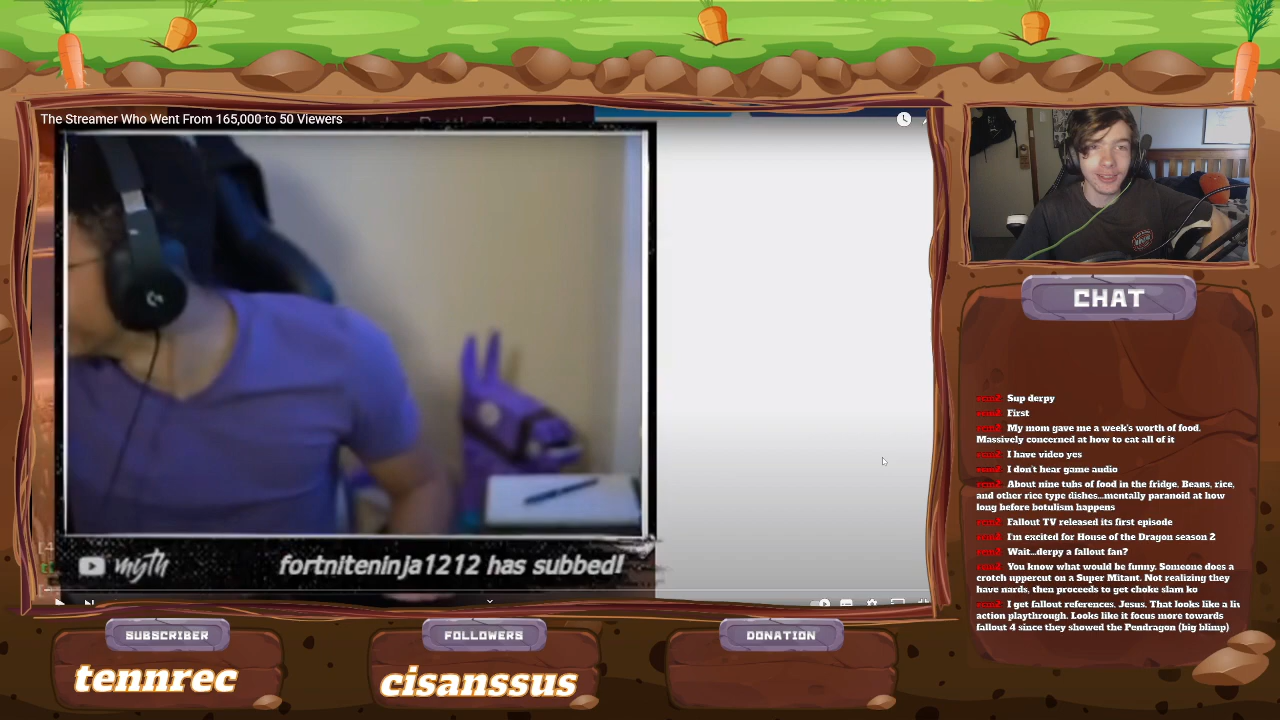 The Streamer Who Went From 165,000 to 50 Viewers
myth
fortniteninja1212 has subbed!
CHAT
Sup derpy
First
My mom gave me a week's worth of food.
Massively concerned at how to eat all of it
I have video yes
I don't hear game audio
About nine tubs of food in the fridge. Beans, rice,
and other rice type dishes...mentally paranoid at how
long before botulism happens
Fallout TV released its first episode
I'm excited for House of the Dragon season 2
Wait...derpy a fallout fan?
You know what would be funny. Someone does a
crotch uppercut on a Super Mitant. Not realizing they
have nards, then proceeds to get choke slam ko
I get fallout references. Jesus. That looks like a liv
action playthrough. Looks like it focus more towards
fallout 4 since they showed the Pendragon (big blimp)
SUBSCRIBER
FOLLOWERS
DONATION
tennrec
cisanssus